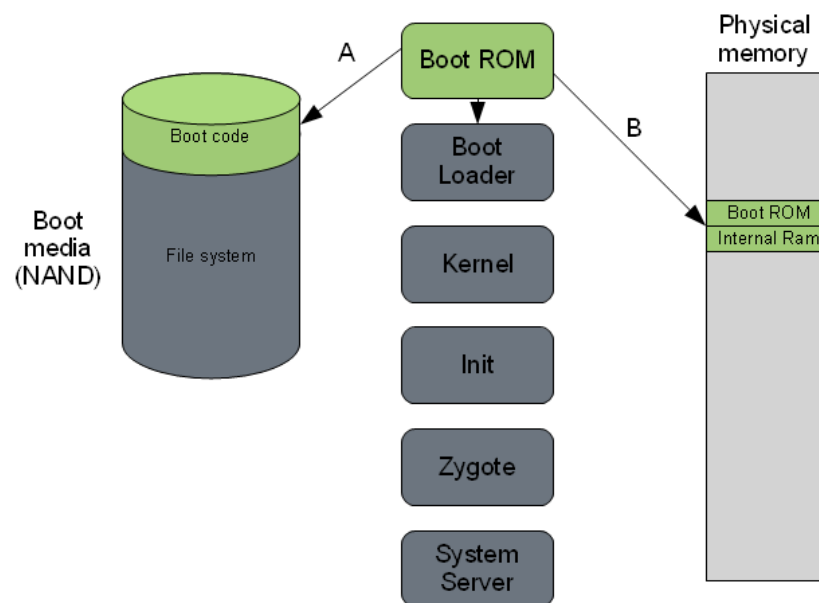 Physical
memory
A
Boot ROM
Boot code
B
Boot
Loader
Boot ROM
Internal Ram
Boot
media
(NAND)
File system
Kernel
Init
Zygote
System
Server